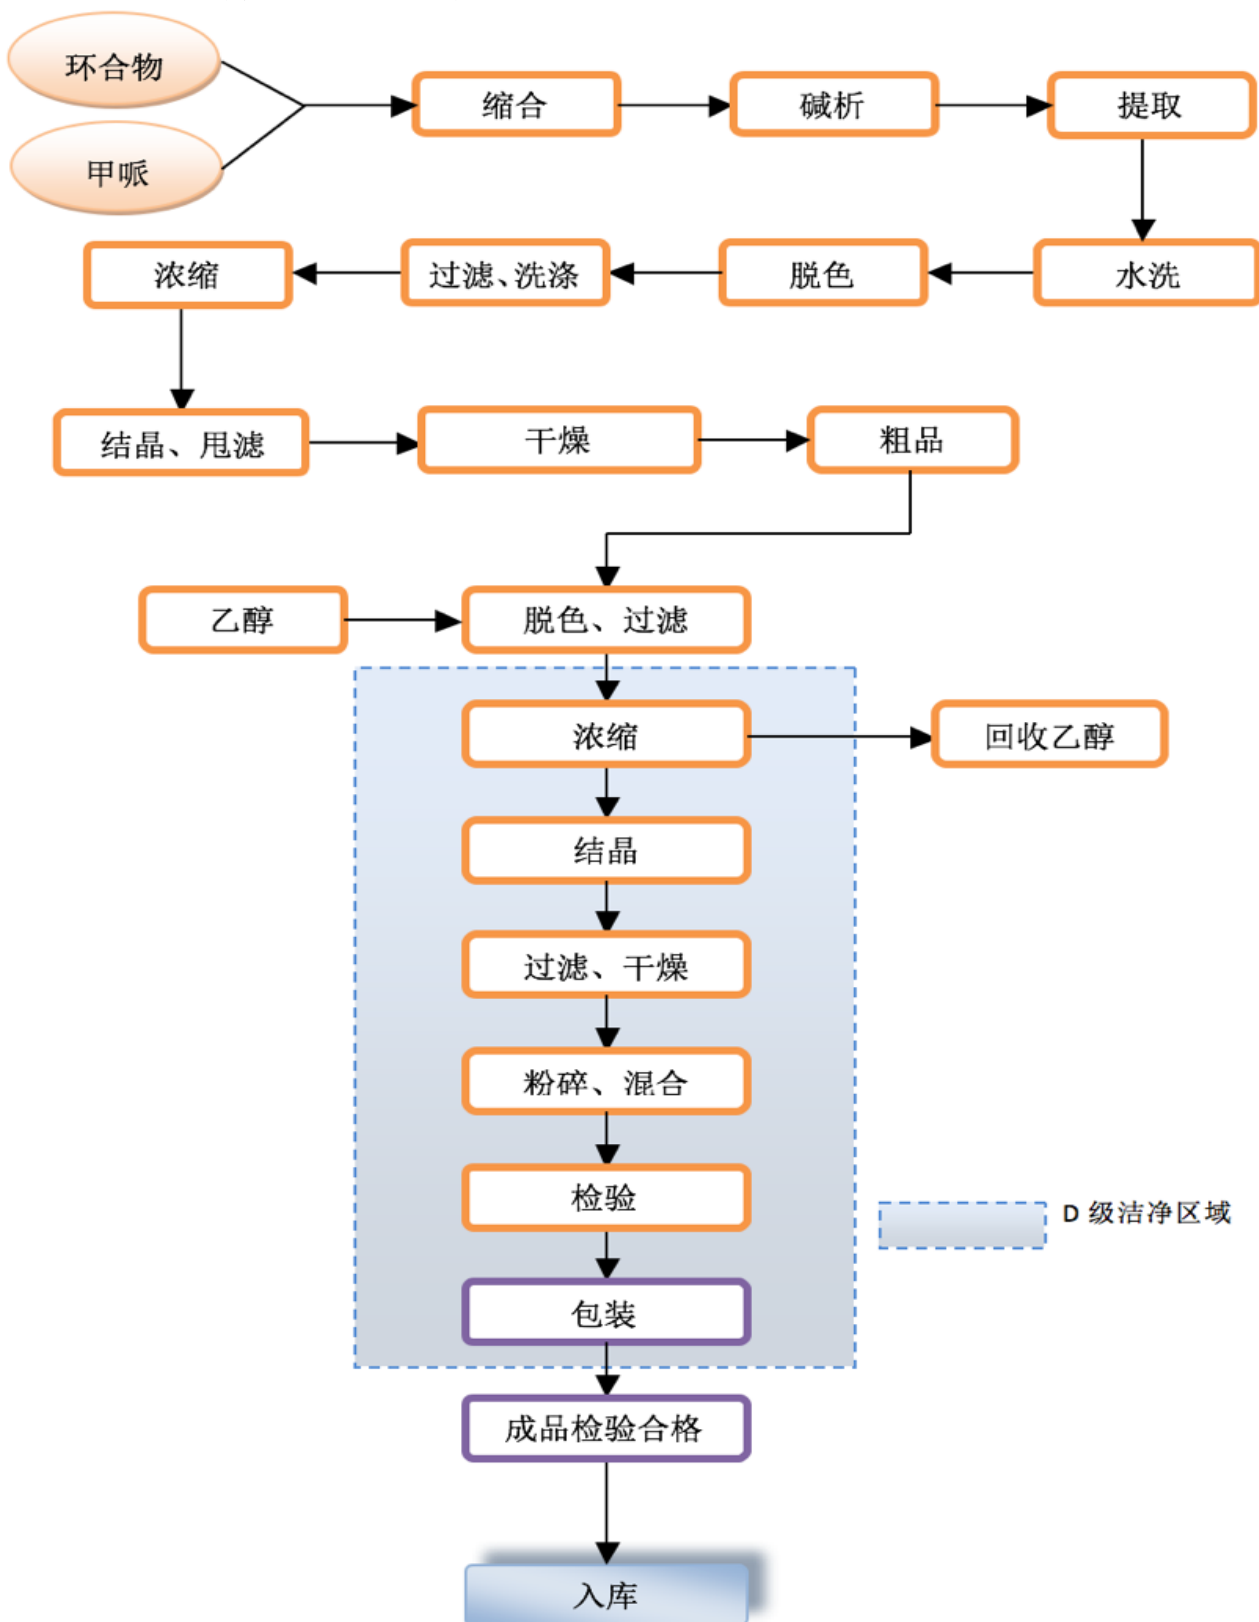 环合物
甲哌
缩合
碱析
提取
水洗
脱色
过滤、洗涤
浓缩
结晶、甩滤
干燥
粗品
乙醇
脱色、过滤
浓缩
回收乙醇
结晶
过滤、干燥
粉碎、混合
检验
D 级洁净区域
包装
成品检验合格
入库